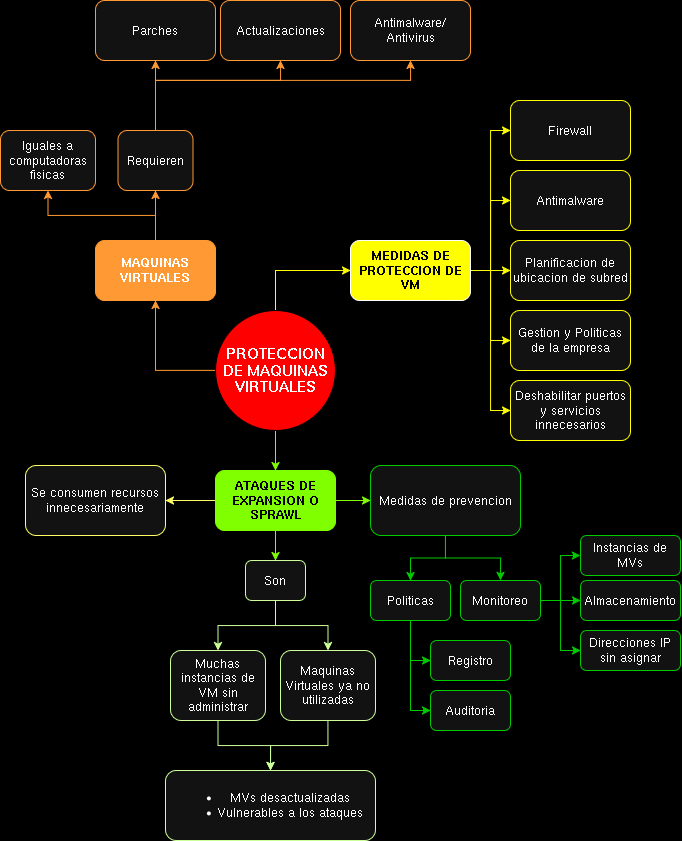 Parches
Actualizaciones
Antimalware/
Antivirus
Iguales a
computadoras
fisicas
Requieren
Firewall
Antimalware
MAQUINAS
VIRTUALES
MEDIDAS DE
PROTECCION DE
VM
Planificacion de
ubicacion de subred
Gestion y Politicas
de la empresa
PROTECCION
DE MAQUINAS
VIRTUALES
Deshabilitar puertos
y servicios
innecesarios
Se consumen recursos
innecesariamente
ATAQUES DE
EXPANSION O
SPRAWL
Medidas de prevencion
Son
Politicas
Monitoreo
Instancias de
MVs
Almacenamiento
Direcciones IP
sin asignar
Muchas
instancias de
VM sin
administrar
Maquinas
Virtuales ya no
utilizadas
Registro
Auditoria
• MVs desactualizadas
• Vulnerables a los ataques